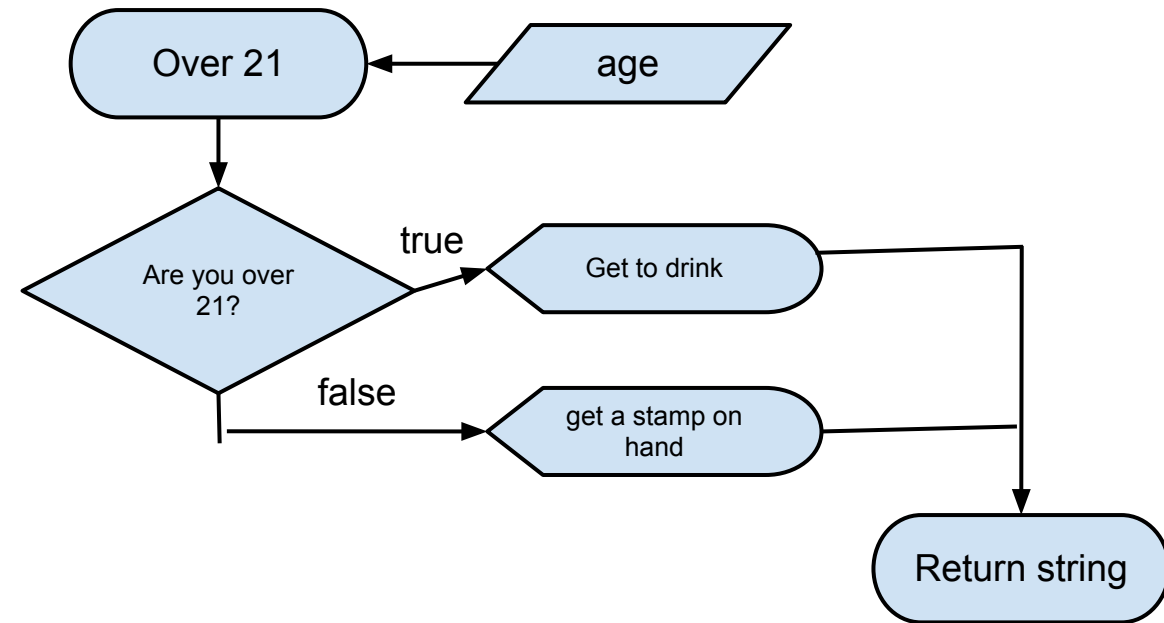 Over 21
age
Are you over
21?
true
Get to drink
false
get a stamp on
hand
Return string